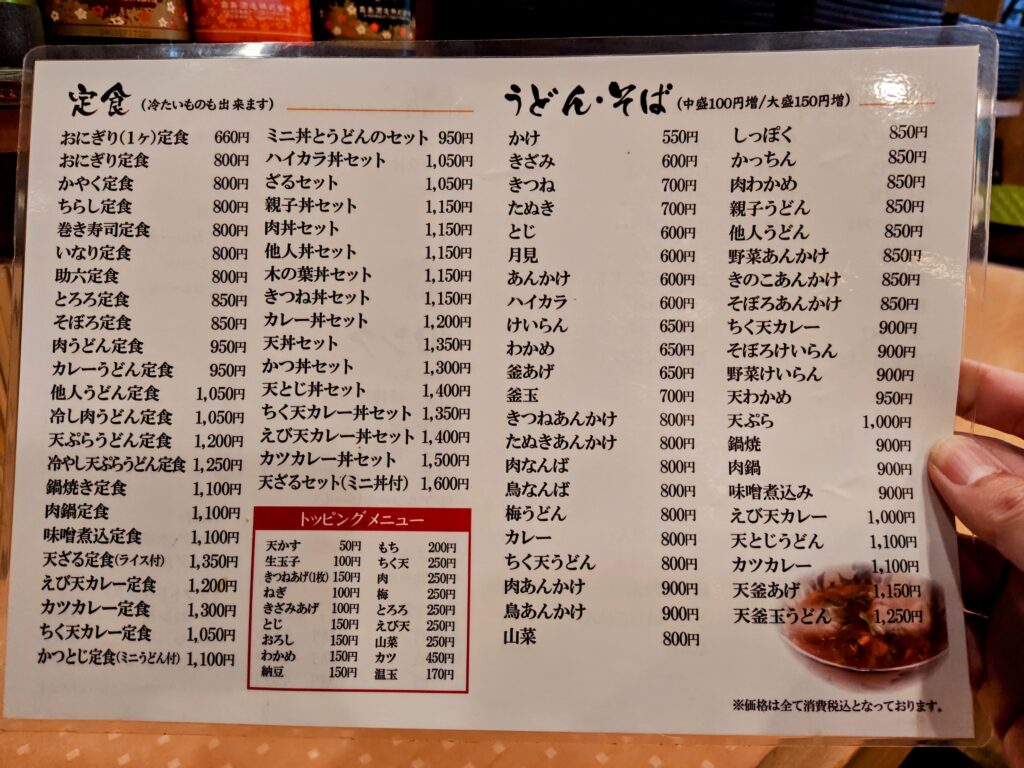 定食 (冷たいものも出来ます)
おにぎり(1ヶ)定食 660円
おにぎり定食 800円
かやく定食 800円
ちらし定食 800円
巻き寿司定食 800円
いなり定食 800円
助六定食 800円
とろろ定食 850円
そぼろ定食 850円
肉うどん定食 950円
カレーうどん定食 950円
他人うどん定食 1,050円
冷し肉うどん定食 1,050円
天ぷらうどん定食 1,200円
冷やし天ぷらうどん定食 1,250円
鍋焼き定食 1,100円
肉鍋定食 1,100円
味噌煮込定食 1,100円
天ざる定食(ライス付) 1,350円
えび天カレー定食 1,200円
カツカレー定食 1,300円
ちく天カレー定食 1,050円
かつとじ定食(ミニうどん付) 1,100円
ミニ丼とうどんのセット 950円
ハイカラ丼セット 1,050円
ざるセット 1,050円
親子丼セット 1,150円
肉丼セット 1,150円
他人丼セット 1,150円
木の葉丼セット 1,150円
きつね丼セット 1,150円
カレー丼セット 1,200円
天丼セット 1,350円
かつ丼セット 1,300円
天とじ丼セット 1,400円
ちく天カレー丼セット 1,350円
えび天カレー丼セット 1,400円
カツカレー丼セット 1,500円
天ざるセット(ミニ丼付) 1,600円
トッピングメニュー
天かす 50円
生玉子 100円
きつねあげ(1枚) 150円
ねぎ 100円
きざみあげ 100円
とじ 150円
おろし 150円
わかめ 150円
納豆 150円
もち 200円
ちく天 250円
肉 250円
梅 250円
とろろ 250円
えび天 250円
山菜 250円
カツ 450円
温玉 170円
うどん・そば (中盛100円増/大盛150円増)
かけ 550円
きざみ 600円
きつね 700円
たぬき 700円
とじ 600円
月見 600円
あんかけ 600円
ハイカラ 600円
けいらん 650円
わかめ 650円
釜あげ 650円
釜玉 700円
きつねあんかけ 800円
たぬきあんかけ 800円
肉なんば 800円
鳥なんば 800円
梅うどん 800円
カレー 800円
ちく天うどん 800円
肉あんかけ 900円
鳥あんかけ 900円
山菜 800円
しっぽく 850円
かっちん 850円
肉わかめ 850円
親子うどん 850円
他人うどん 850円
野菜あんかけ 850円
きのこあんかけ 850円
そぼろあんかけ 850円
ちく天カレー 900円
そぼろけいらん 900円
野菜けいらん 900円
天わかめ 950円
天ぷら 1,000円
鍋焼 900円
肉鍋 900円
味噌煮込み 900円
えび天カレー 1,000円
天とじうどん 1,100円
カツカレー 1,100円
天釜あげ 1,150円
天釜玉うどん 1,250円
※価格は全て消費税込となっております。